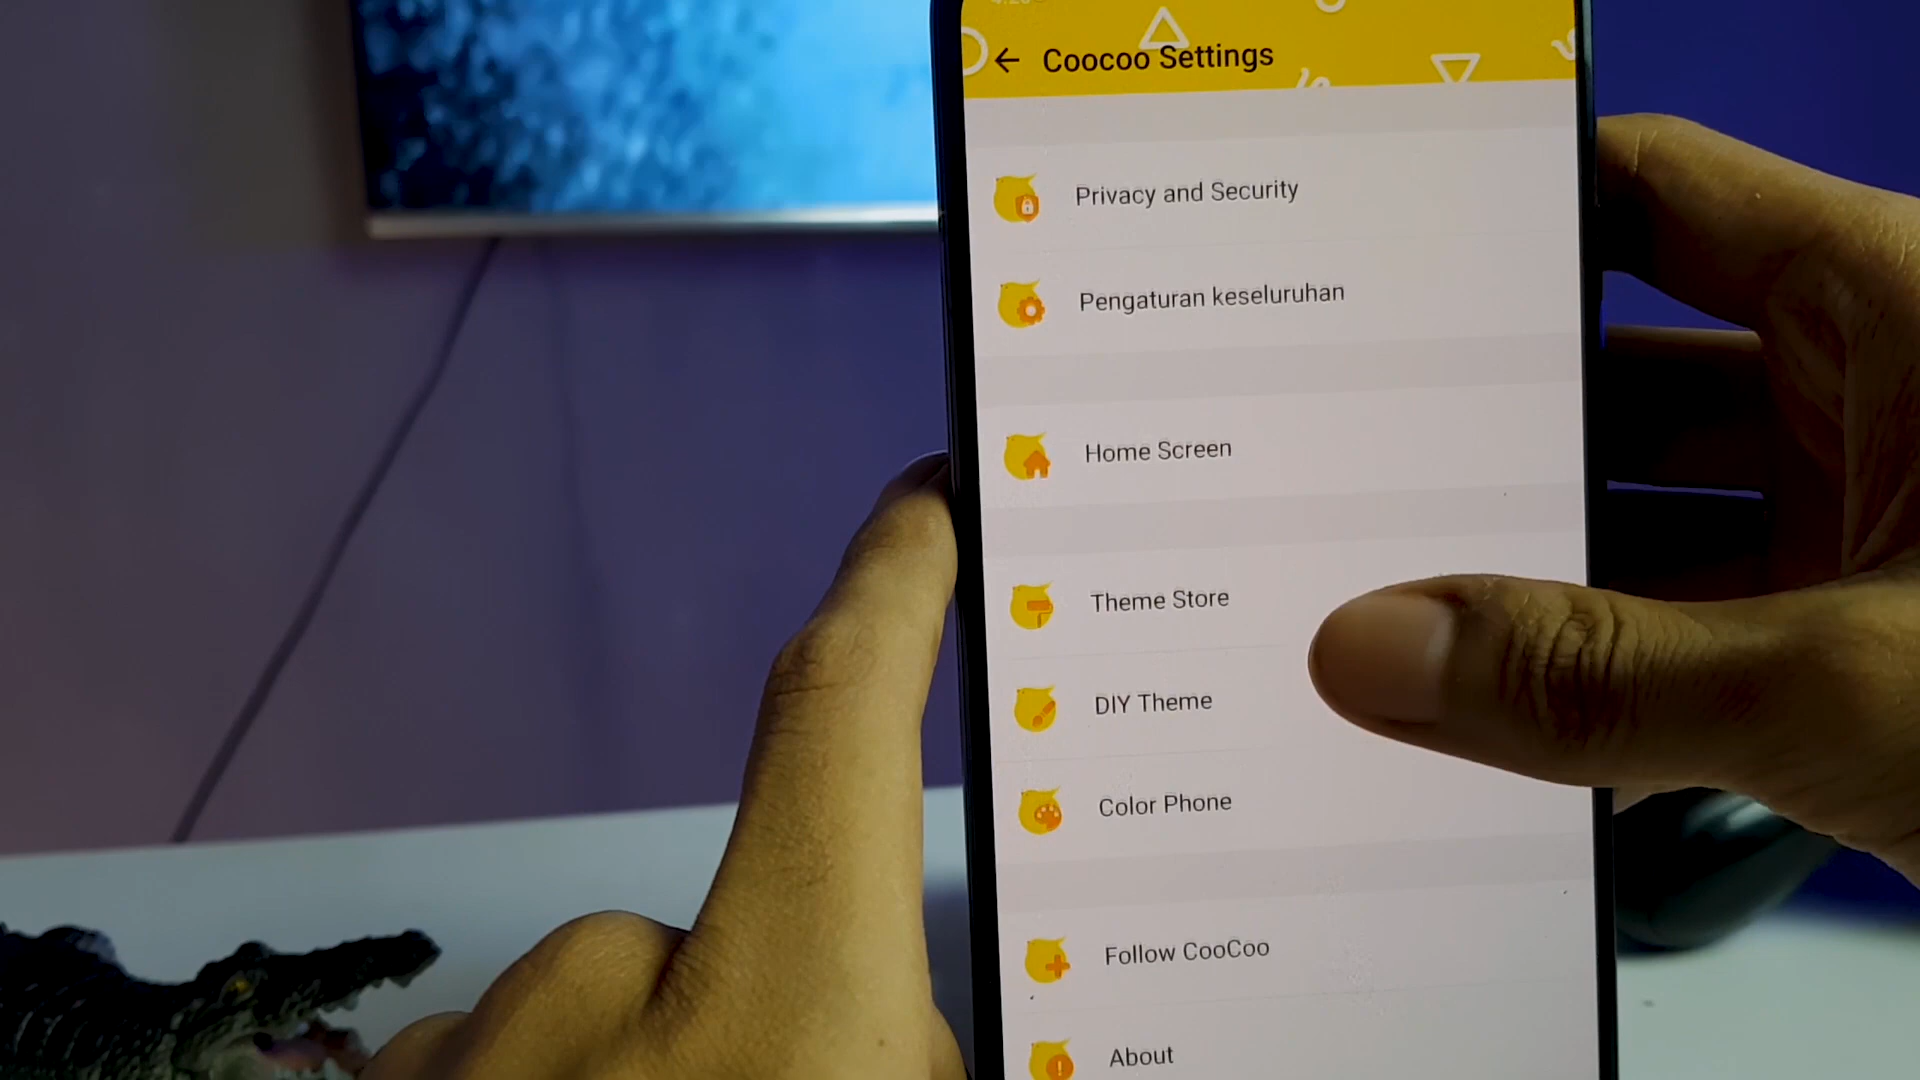 Coocoo Settings
Privacy and Security
Pengaturan keseluruhan
Home Screen
Theme Store
DIY Theme
Color Phone
Follow CooCoo
About